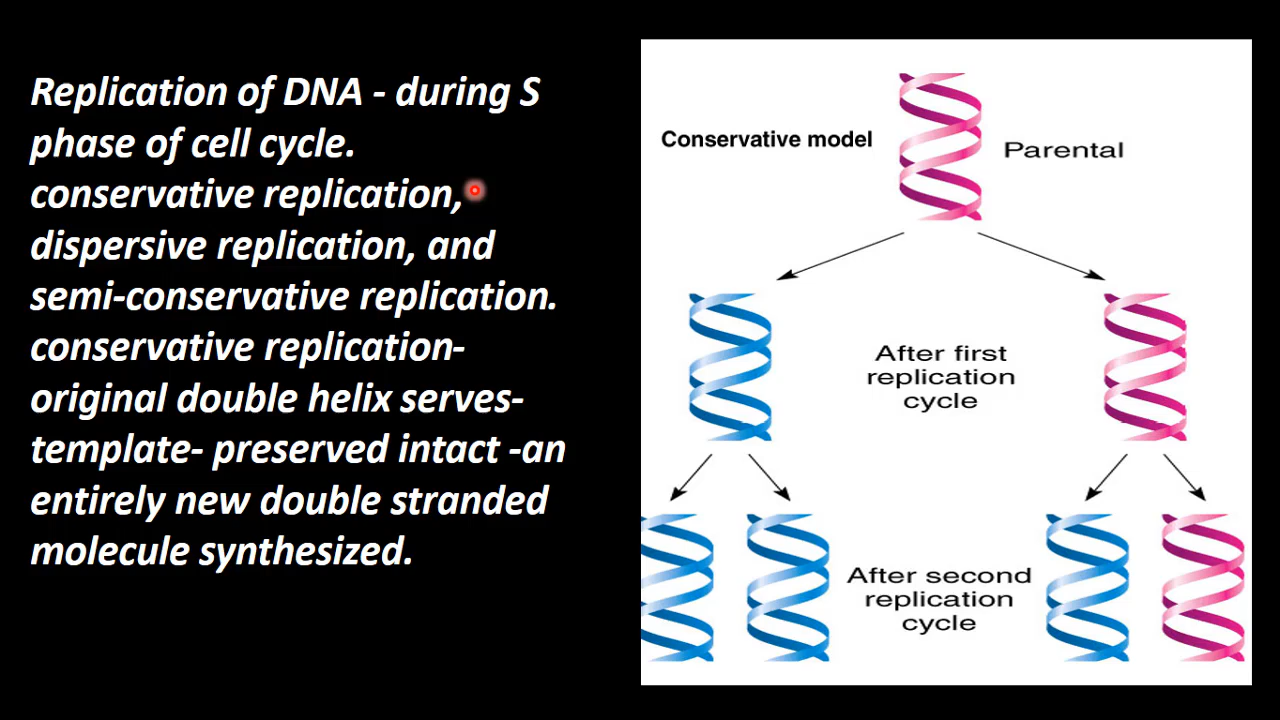 Replication of DNA - during S
phase of cell cycle.
conservative replication,
dispersive replication, and
semi-conservative replication.
conservative replication-
original double helix serves-
template- preserved intact -an
entirely new double stranded
molecule synthesized.
Conservative model
Parental
After first
replication
cycle
After second
replication
cycle